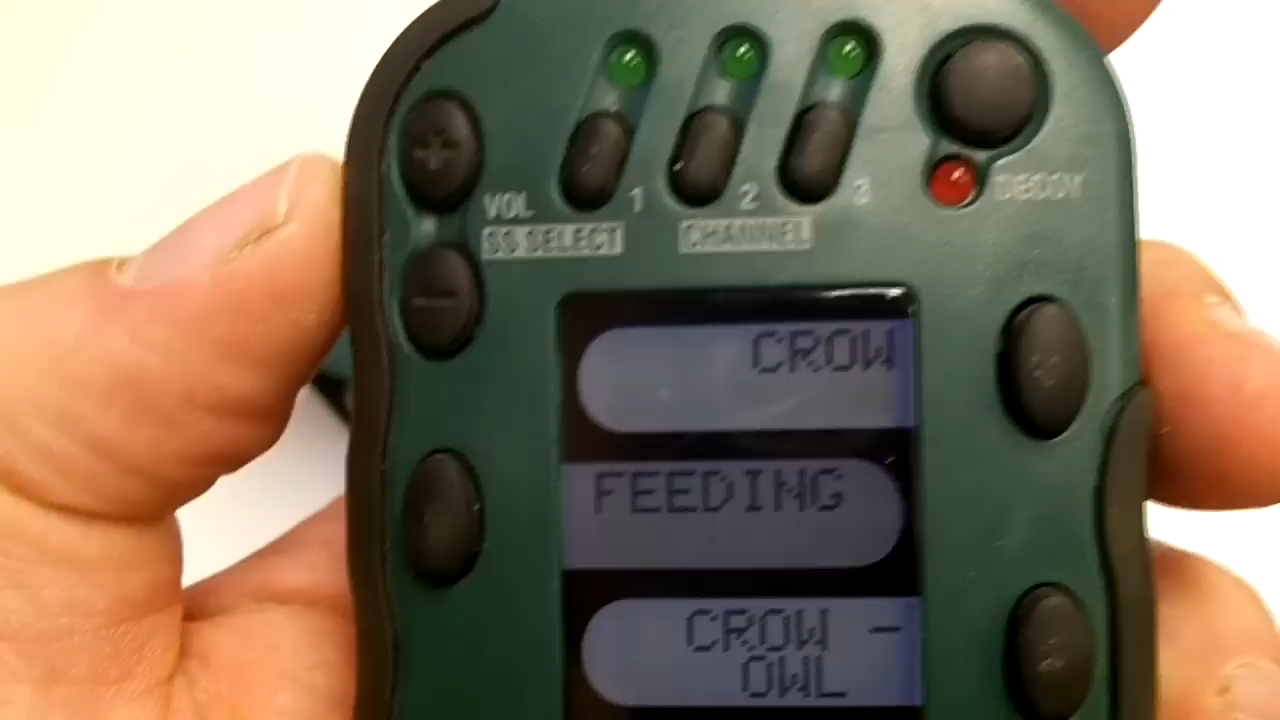 VOL
SS SELECT
1
2
3
CHANNEL
DECOY
CROW
FEEDING
CROW -
OWL